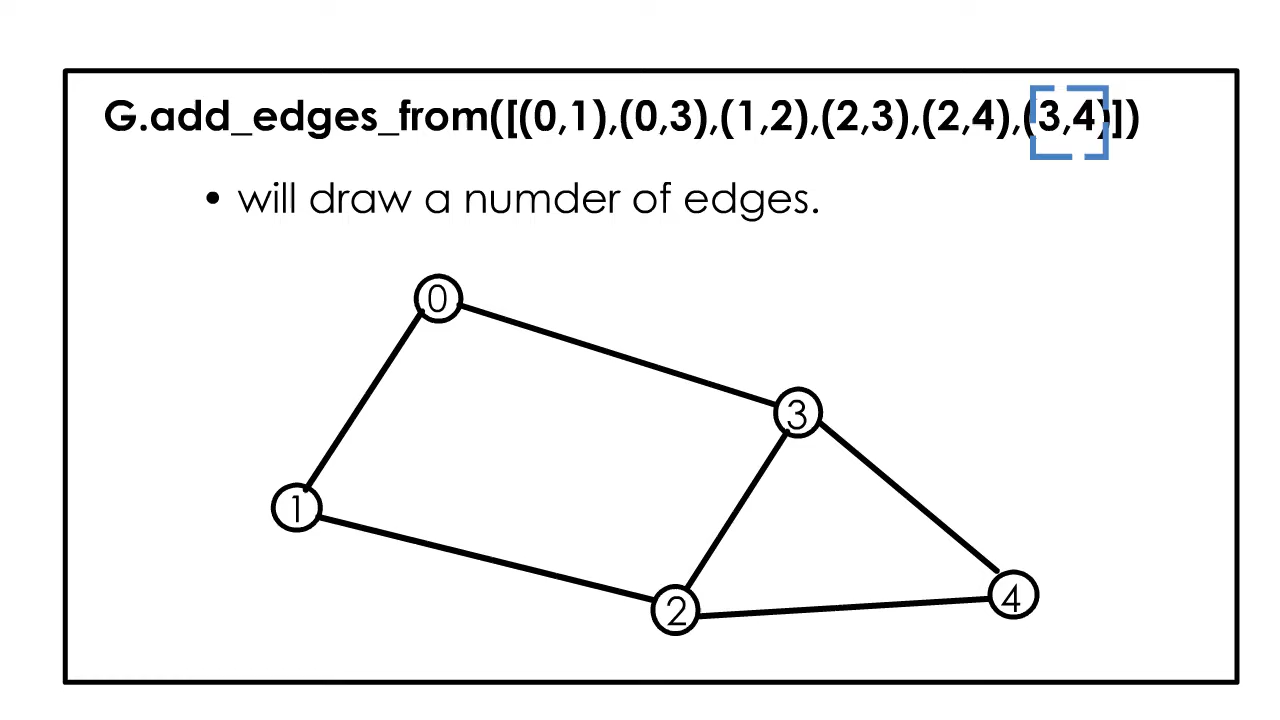 G.add_edges_from([(0,1),(0,3),(1,2),(2,3),(2,4),(3,4)])
• will draw a numder of edges.
0
3
1
4
2